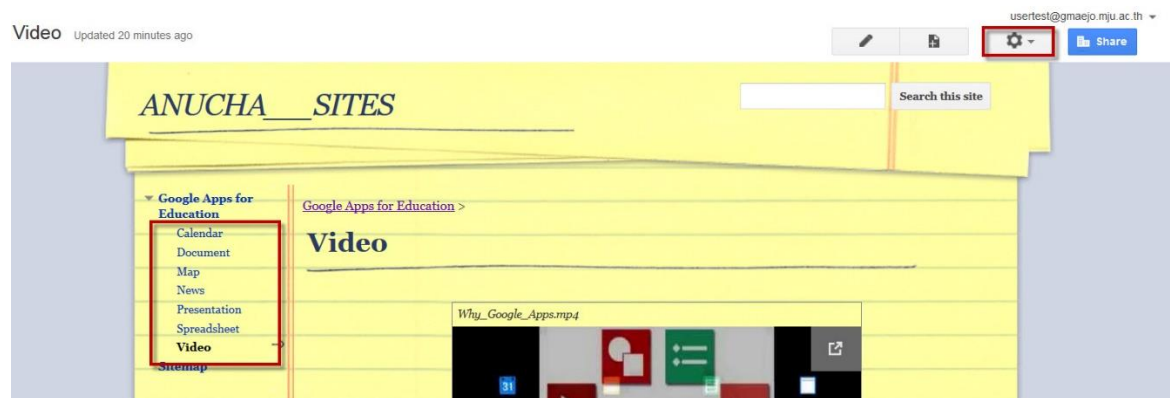 usertest@gmaejo.mju.ac.th
Video Updated 20 minutes ago
Share
ANUCHA___SITES
Search this site
Google Apps for
Education
Calendar
Document
Map
News
Presentation
Spreadsheet
Video
Sitemap
Google Apps for Education >
Video
Why_Google_Apps.mp4
31